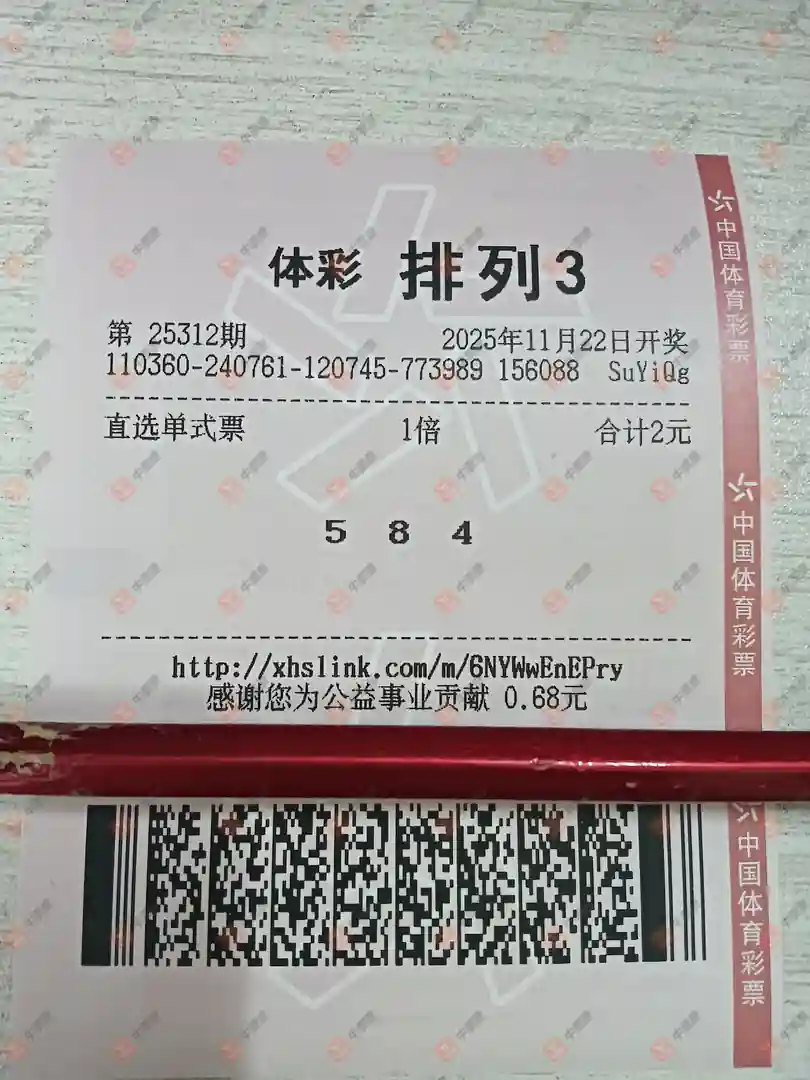 体彩 排列3
第 25312期 2025年11月22日开奖
110360-240761-120745-773989 156088 SuYiQg
直选单式票 1倍 合计2元
5 8 4
http://xhslink.com/m/6NYWwEnEPry
感谢您为公益事业贡献 0.68元
中国体育彩票
中国体育彩票
中国体育彩票